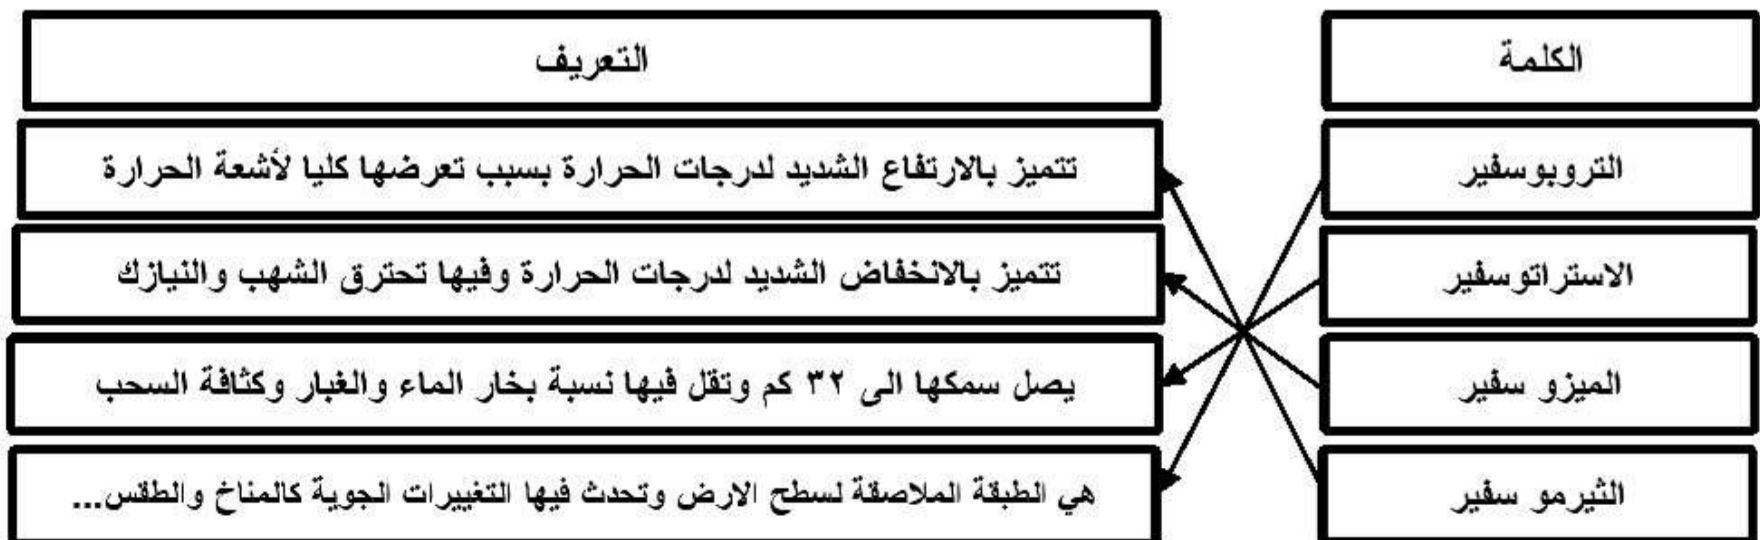 الكلمة
التعريف
التروبوسفير
تتميز بالارتفاع الشديد لدرجات الحرارة بسبب تعرضها كليا لأشعة الحرارة
الاستراتوسفير
تتميز بالانخفاض الشديد لدرجات الحرارة وفيها تحترق الشهب والنيازك
الميزو سفير
يصل سمكها الى ٣٢ كم وتقل فيها نسبة بخار الماء والغبار وكثافة السحب
الثيرمو سفير
هي الطبقة الملاصقة لسطح الارض وتحدث فيها التغييرات الجوية كالمناخ والطقس...